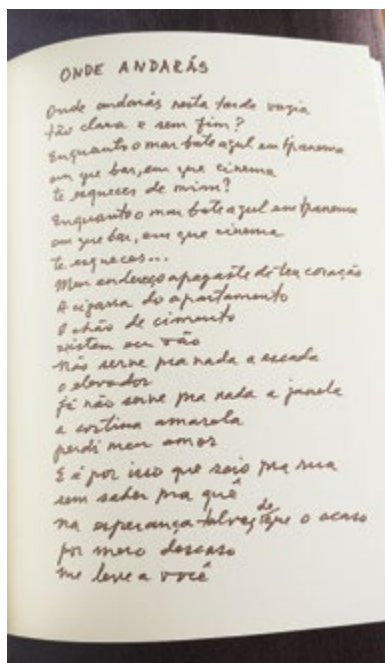 ONDE ANDARÁS
Onde andarás nesta tarde vazia
tão clara e sem fim?
Enquanto o mar bate azul em Ipanema
em que bar, em que cinema
te esqueces de mim?
Enquanto o mar bate azul em Ipanema
em que bar, em que cinema
te esqueces...
Meu endereço apagaste de teu coração
A cigarra do apartamento
O chão de cimento
existem em vão
Não serve pra nada a escada
o elevador
Já não serve pra nada a janela
a cortina amarela
perdi meu amor
E é por isso que saio pra rua
sem saber pra quê
na esperança talvez de que o acaso
por mero descaso
me leve a você